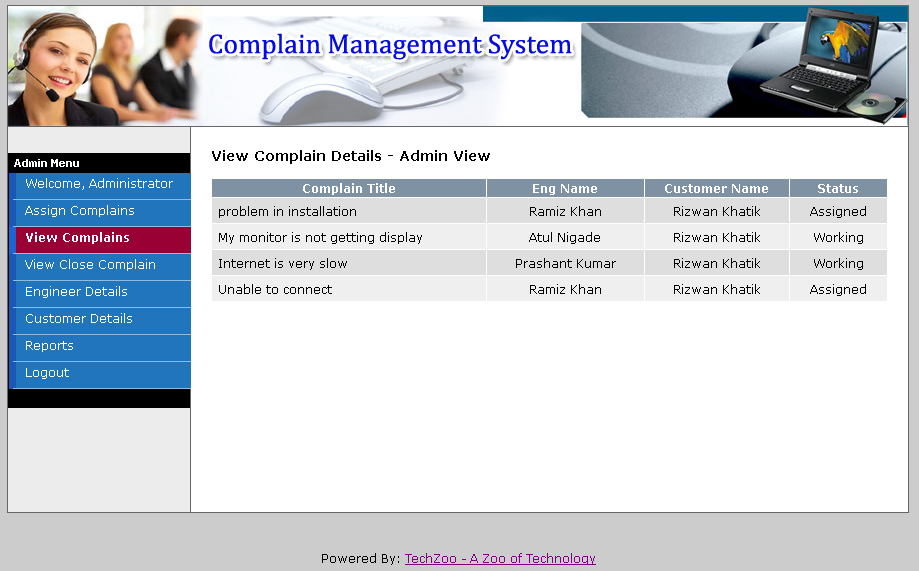 Complain Management System
Admin Menu
Welcome, Administrator
Assign Complains
View Complains
View Close Complain
Engineer Details
Customer Details
Reports
Logout
View Complain Details - Admin View
Complain Title Eng Name Customer Name Status
problem in installation Ramiz Khan Rizwan Khatik Assigned
My monitor is not getting display Atul Nigade Rizwan Khatik Working
Internet is very slow Prashant Kumar Rizwan Khatik Working
Unable to connect Ramiz Khan Rizwan Khatik Assigned
Powered By: TechZoo - A Zoo of Technology